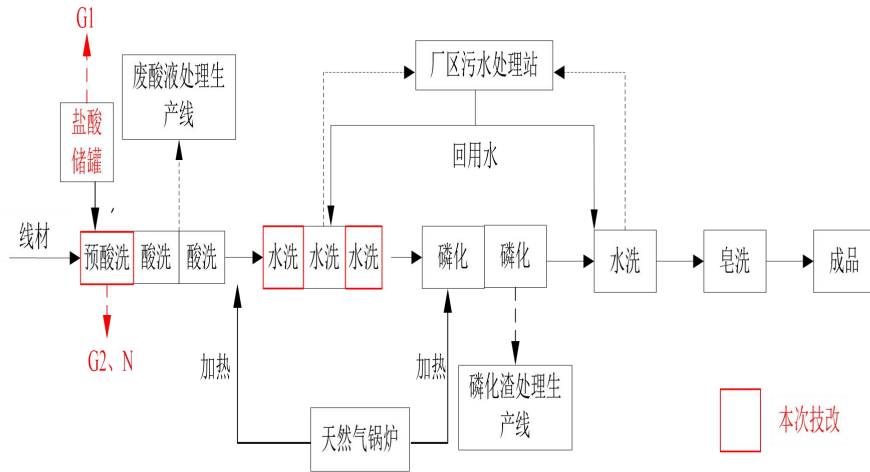 G1
废酸液处理生
产线
厂区污水处理站
盐酸
储罐
回用水
线材
预酸洗
酸洗
酸洗
水洗
水洗
水洗
磷化
磷化
水洗
皂洗
成品
G2、N
加热
加热
磷化渣处理生
产线
天然气锅炉
本次技改